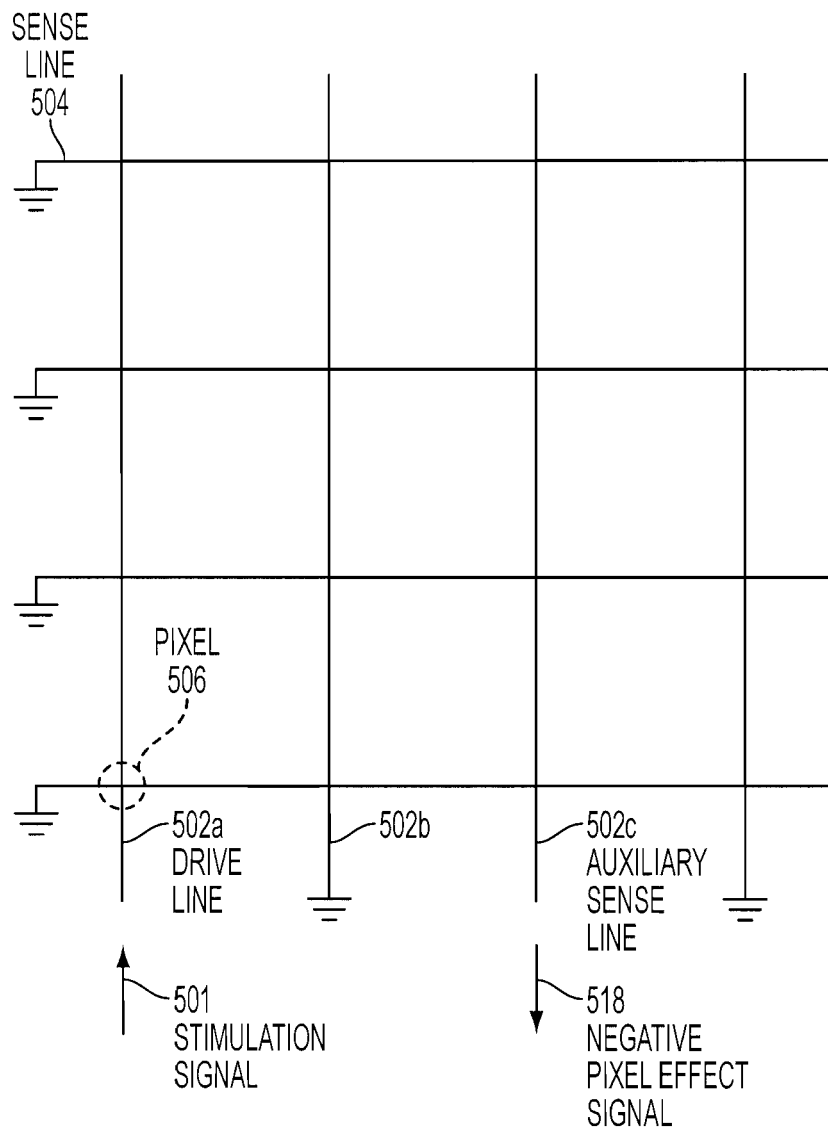 SENSE
LINE
504
PIXEL
506
502a
DRIVE
LINE
502b
502c
AUXILIARY
SENSE
LINE
501
STIMULATION
SIGNAL
518
NEGATIVE
PIXEL EFFECT
SIGNAL